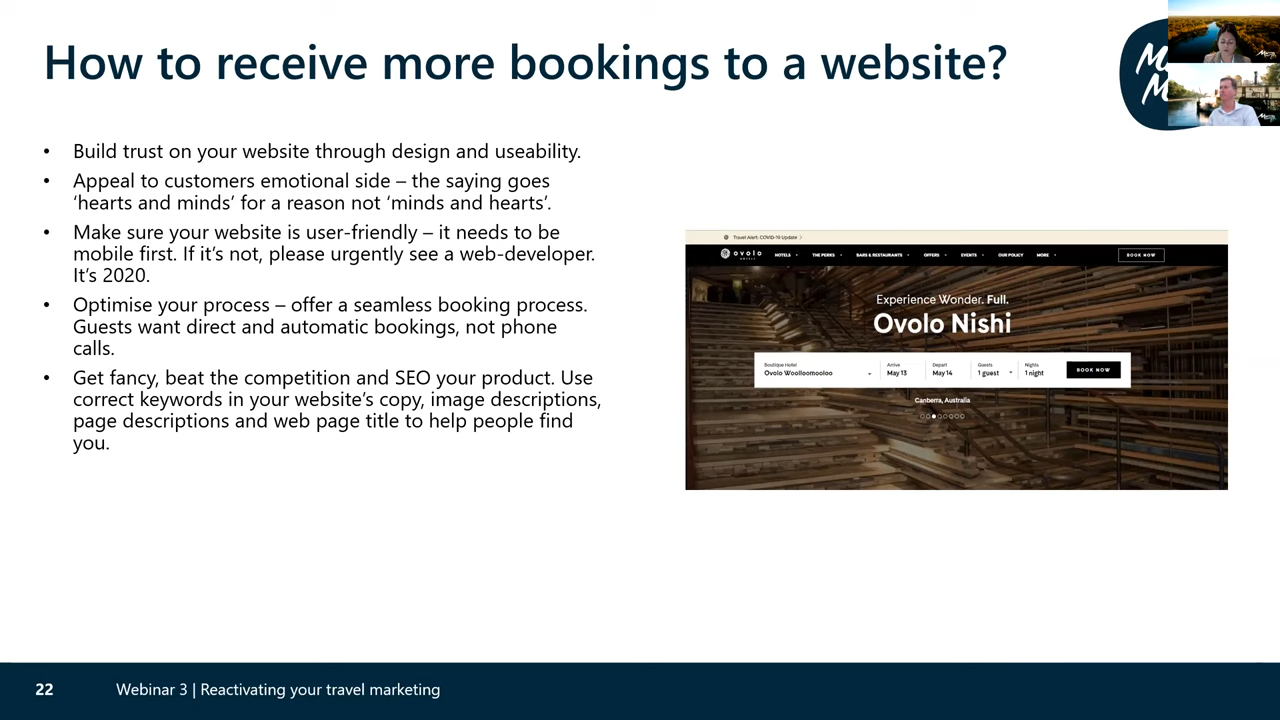 How to receive more bookings to a website?
• Build trust on your website through design and useability.
• Appeal to customers emotional side – the saying goes
‘hearts and minds’ for a reason not ‘minds and hearts’.
• Make sure your website is user-friendly – it needs to be
mobile first. If it’s not, please urgently see a web-developer.
It’s 2020.
• Optimise your process – offer a seamless booking process.
Guests want direct and automatic bookings, not phone
calls.
• Get fancy, beat the competition and SEO your product. Use
correct keywords in your website’s copy, image descriptions,
page descriptions and web page title to help people find
you.
Travel Alert: COVID-19 Update
ovolo HOTELS THE PERKS BARS & RESTAURANTS OFFERS EVENTS OUR POLICY MORE BOOK NOW
HOTELS
Experience Wonder. Full.
Ovolo Nishi
Boutique Hotel Arrive Depart Guests Nights
Ovolo Woolloomooloo May 13 May 14 1 guest 1 night BOOK NOW
Canberra, Australia
22 Webinar 3 | Reactivating your travel marketing